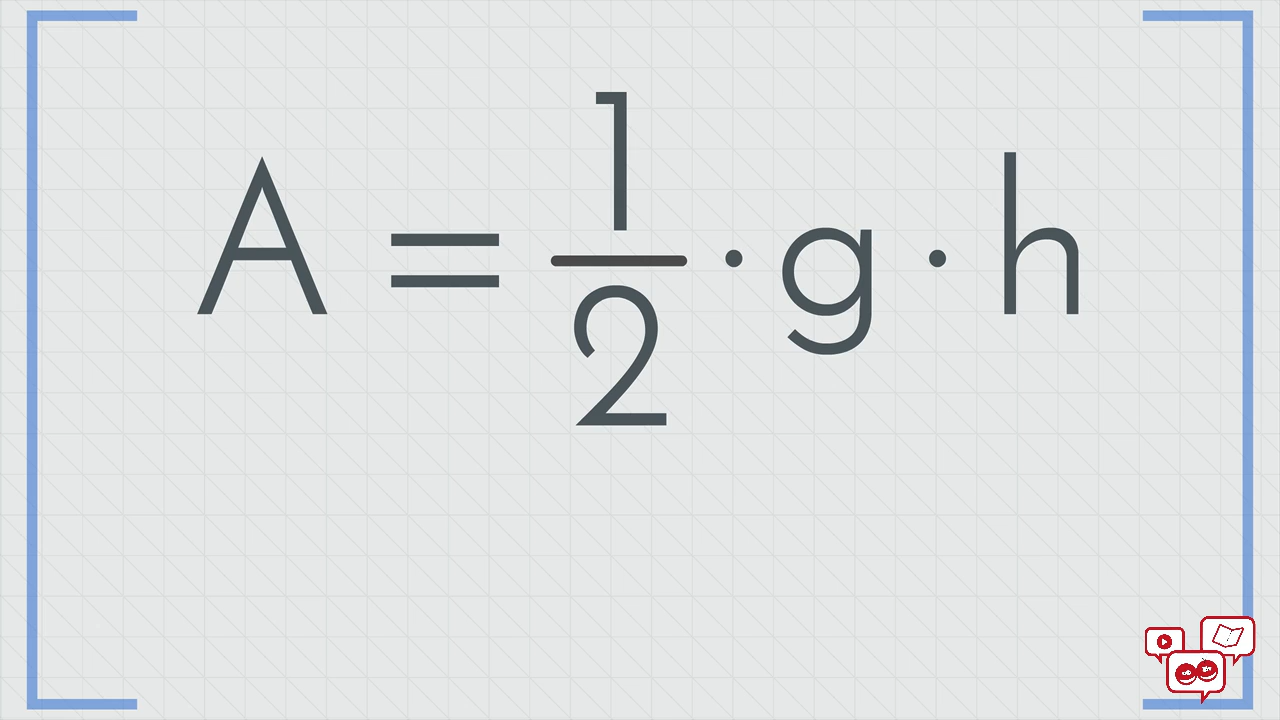 A = 1/2 · g · h